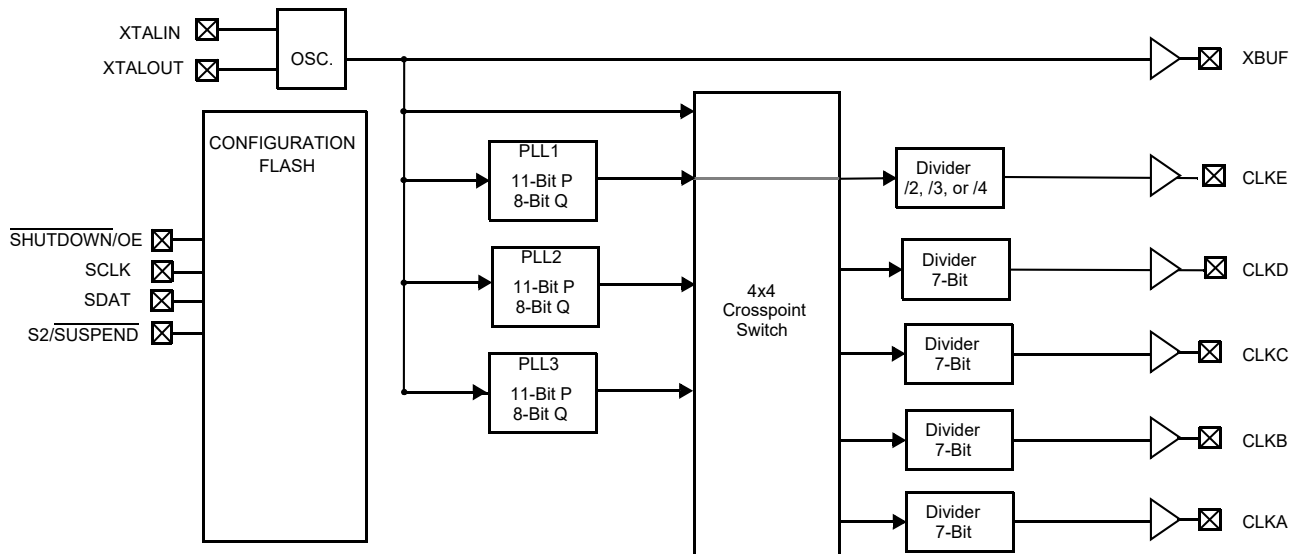 XTALIN
XTALOUT
OSC.
XBUF
CONFIGURATION
FLASH
SHUTDOWN/OE
SCLK
SDAT
S2/SUSPEND
PLL1
11-Bit P
8-Bit Q
PLL2
11-Bit P
8-Bit Q
PLL3
11-Bit P
8-Bit Q
4x4
Crosspoint
Switch
Divider
/2, /3, or /4
CLKE
Divider
7-Bit
CLKD
Divider
7-Bit
CLKC
Divider
7-Bit
CLKB
Divider
7-Bit
CLKA